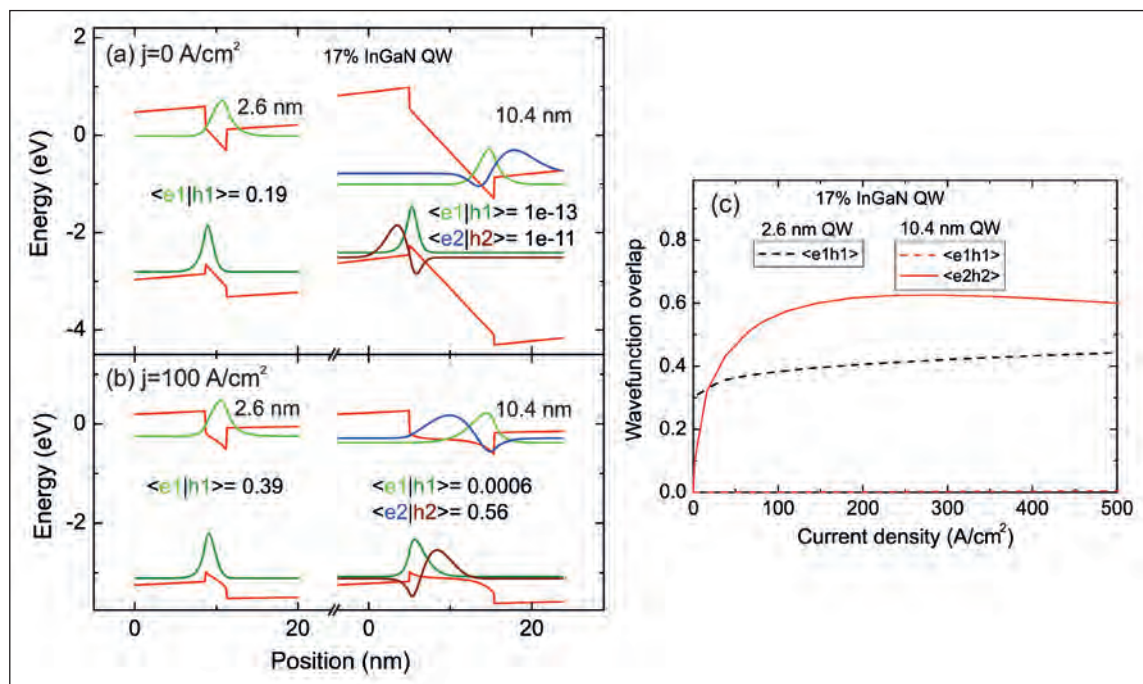 (a) j=0 A/cm²
17% InGaN QW
2.6 nm
10.4 nm
<e1|h1>= 0.19
<e1|h1>= 1e-13
<e2|h2>= 1e-11
Energy (eV)
0
-2
-4
(b) j=100 A/cm²
2.6 nm
10.4 nm
<e1|h1>= 0.39
<e1|h1>= 0.0006
<e2|h2>= 0.56
Energy (eV)
0
-2
0 20 0 20
Position (nm)
(c)
17% InGaN QW
2.6 nm QW 10.4 nm QW
<e1h1> <e1h1>
<e2h2>
Wavefunction overlap
0.8
0.6
0.4
0.2
0.0
0 100 200 300 400 500
Current density (A/cm²)